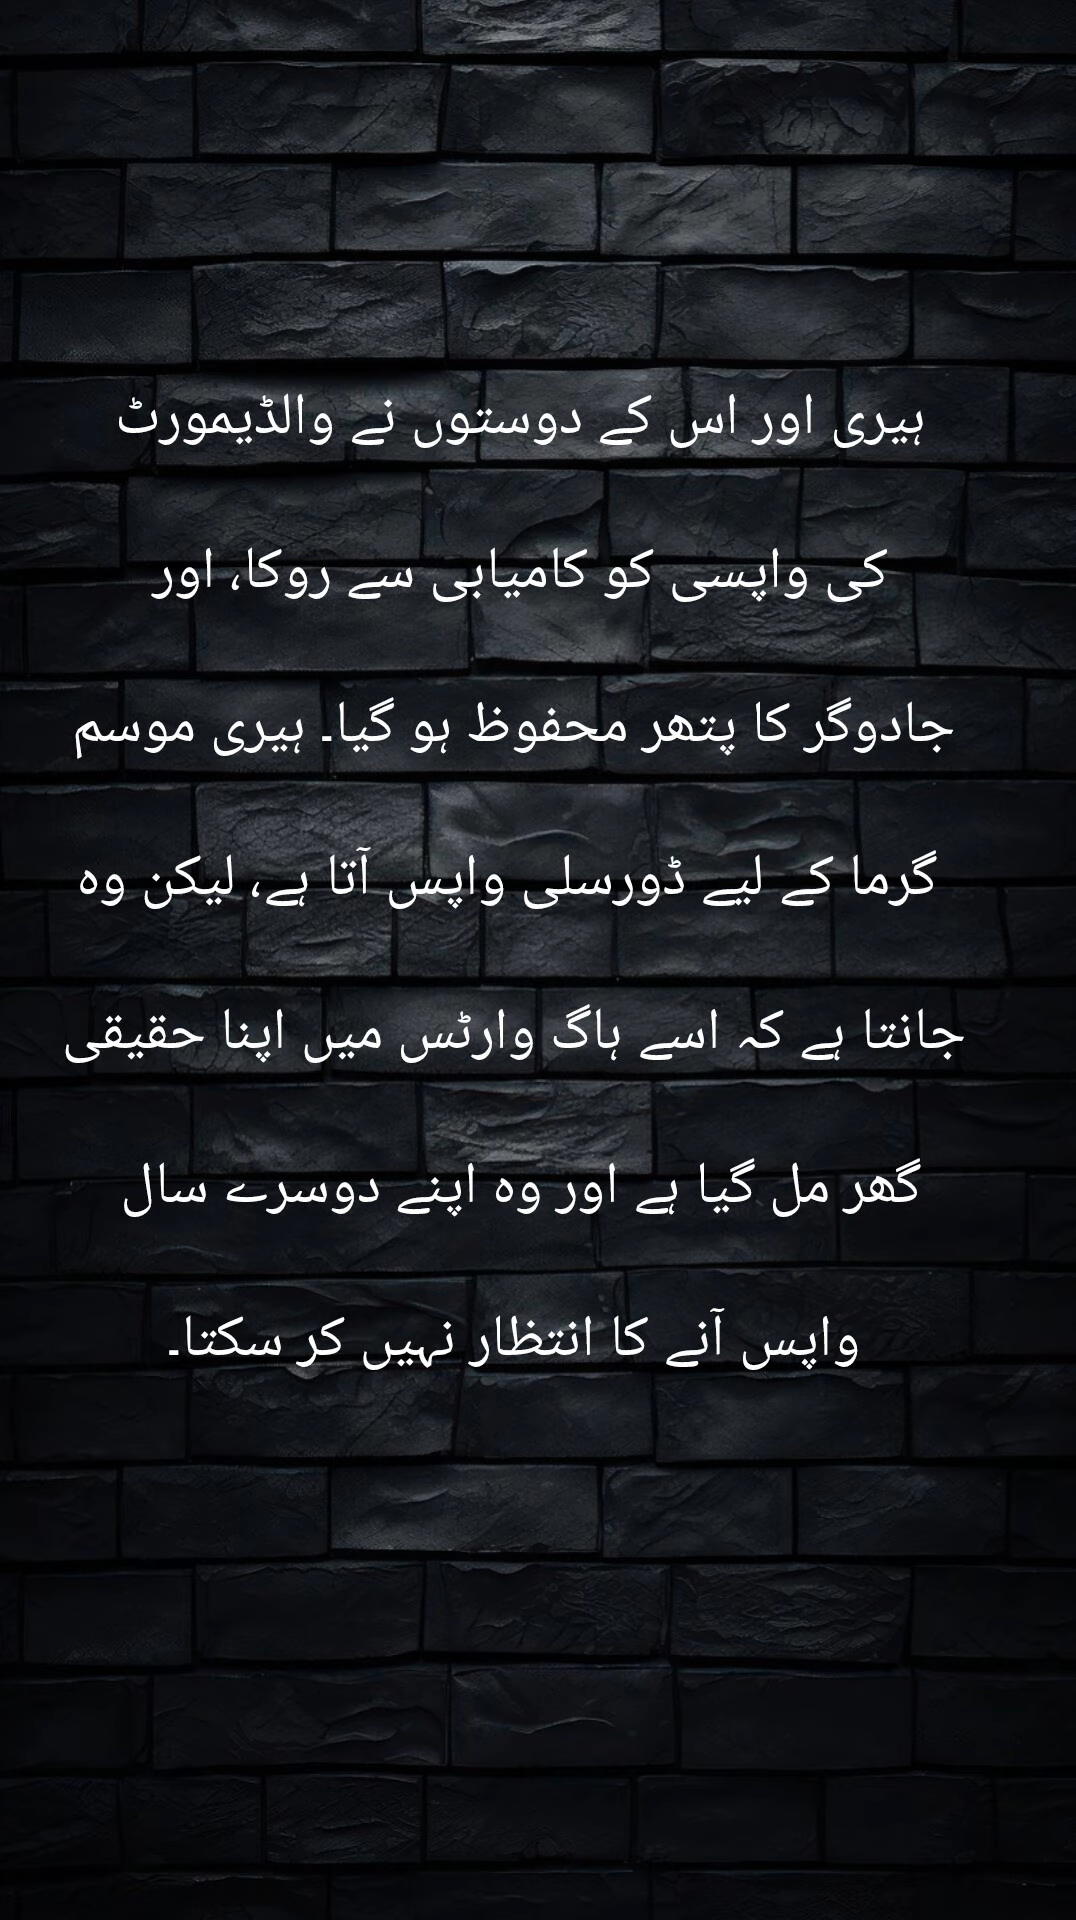 ہیری اور اس کے دوستوں نے والڈیمورٹ
کی واپسی کو کامیابی سے روکا، اور
جادوگر کا پتھر محفوظ ہو گیا۔ ہیری موسم
گرما کے لیے ڈورسلی واپس آتا ہے، لیکن وہ
جانتا ہے کہ اسے ہاگ وارٹس میں اپنا حقیقی
گھر مل گیا ہے اور وہ اپنے دوسرے سال
واپس آنے کا انتظار نہیں کر سکتا۔